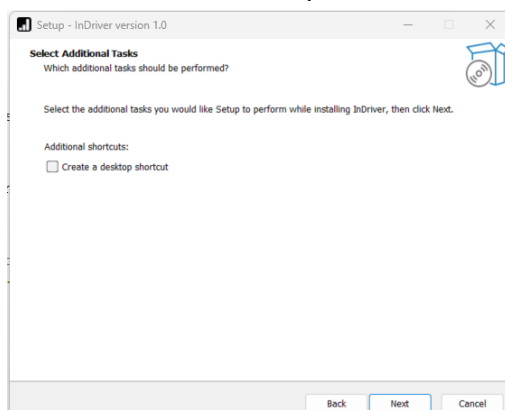 Setup - InDriver version 1.0
Select Additional Tasks
Which additional tasks should be performed?
Select the additional tasks you would like Setup to perform while installing InDriver, then click Next.
Additional shortcuts:
Create a desktop shortcut
Back Next Cancel